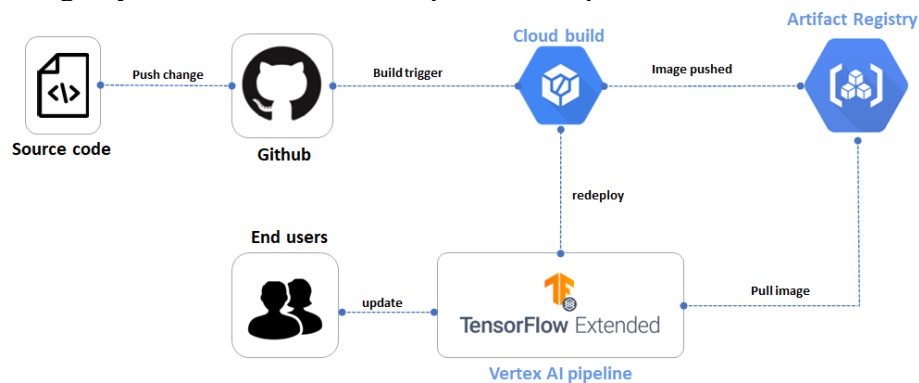 Artifact Registry
Cloud build
Push change
Build trigger
Image pushed
</>
Source code
Github
redeploy
End users
update
TensorFlow Extended
Pull image
Vertex AI pipeline